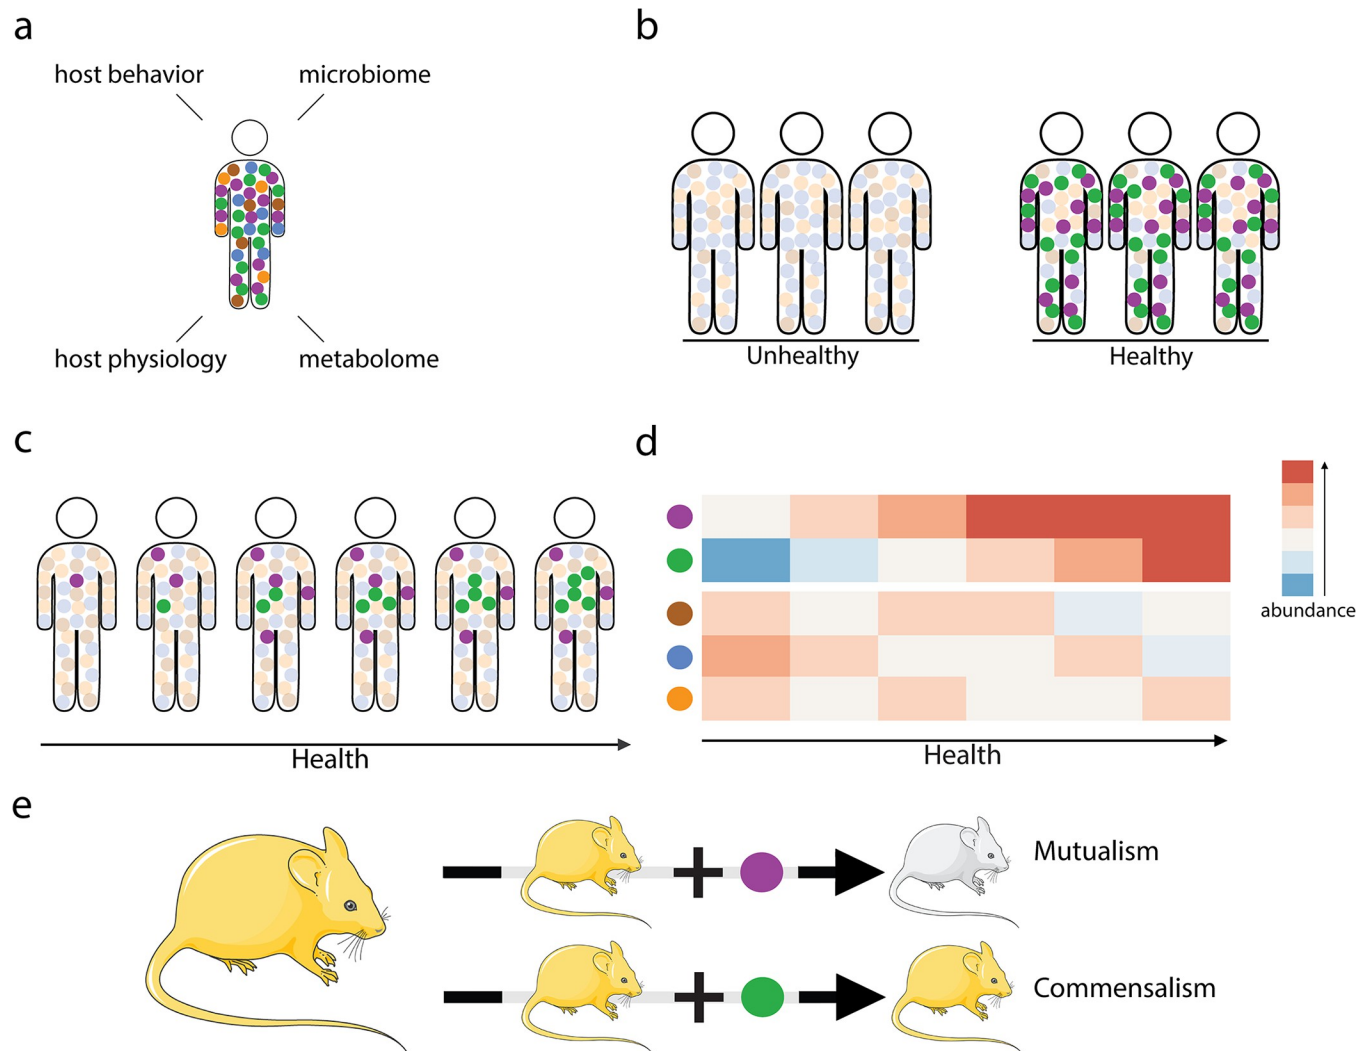 a
host behavior
microbiome
host physiology
metabolome
b
Unhealthy
Healthy
c
Health
d
abundance
Health
e
Mutualism
Commensalism